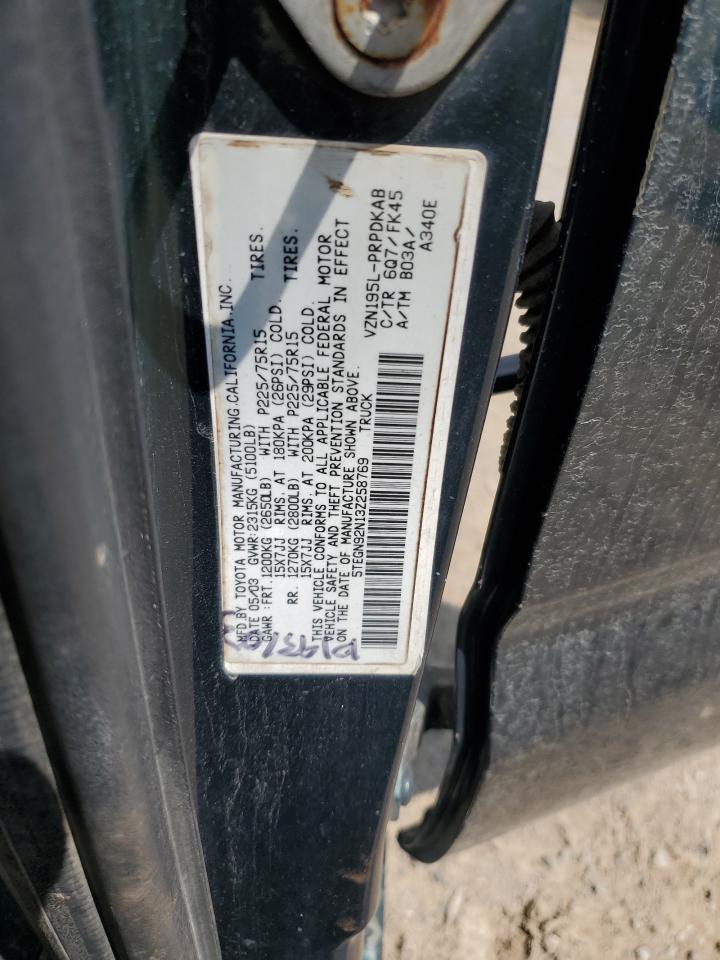 MFD BY TOYOTA MOTOR MANUFACTURING.CALIFORNIA.INC.
DATE 05/03 GVWR:2315KG (5100LB)
GAWR:FRT.1200KG (2650LB) WITH P225/75R15 TIRES.
15X7JJ RIMS. AT 180KPA (26PSI) COLD.
RR. 1270KG (2800LB) WITH P225/75R15 TIRES.
15X7JJ RIMS. AT 200KPA (29PSI) COLD.
THIS VEHICLE CONFORMS TO ALL APPLICABLE FEDERAL MOTOR
VEHICLE SAFETY AND THEFT PREVENTION STANDARDS IN EFFECT
ON THE DATE OF MANUFACTURE SHOWN ABOVE.
5TEGN92N13Z258769 TRUCK
VZN195L-PRPDKAB
C/TR 6Q7/FK45
A/TM B03A/
A340E